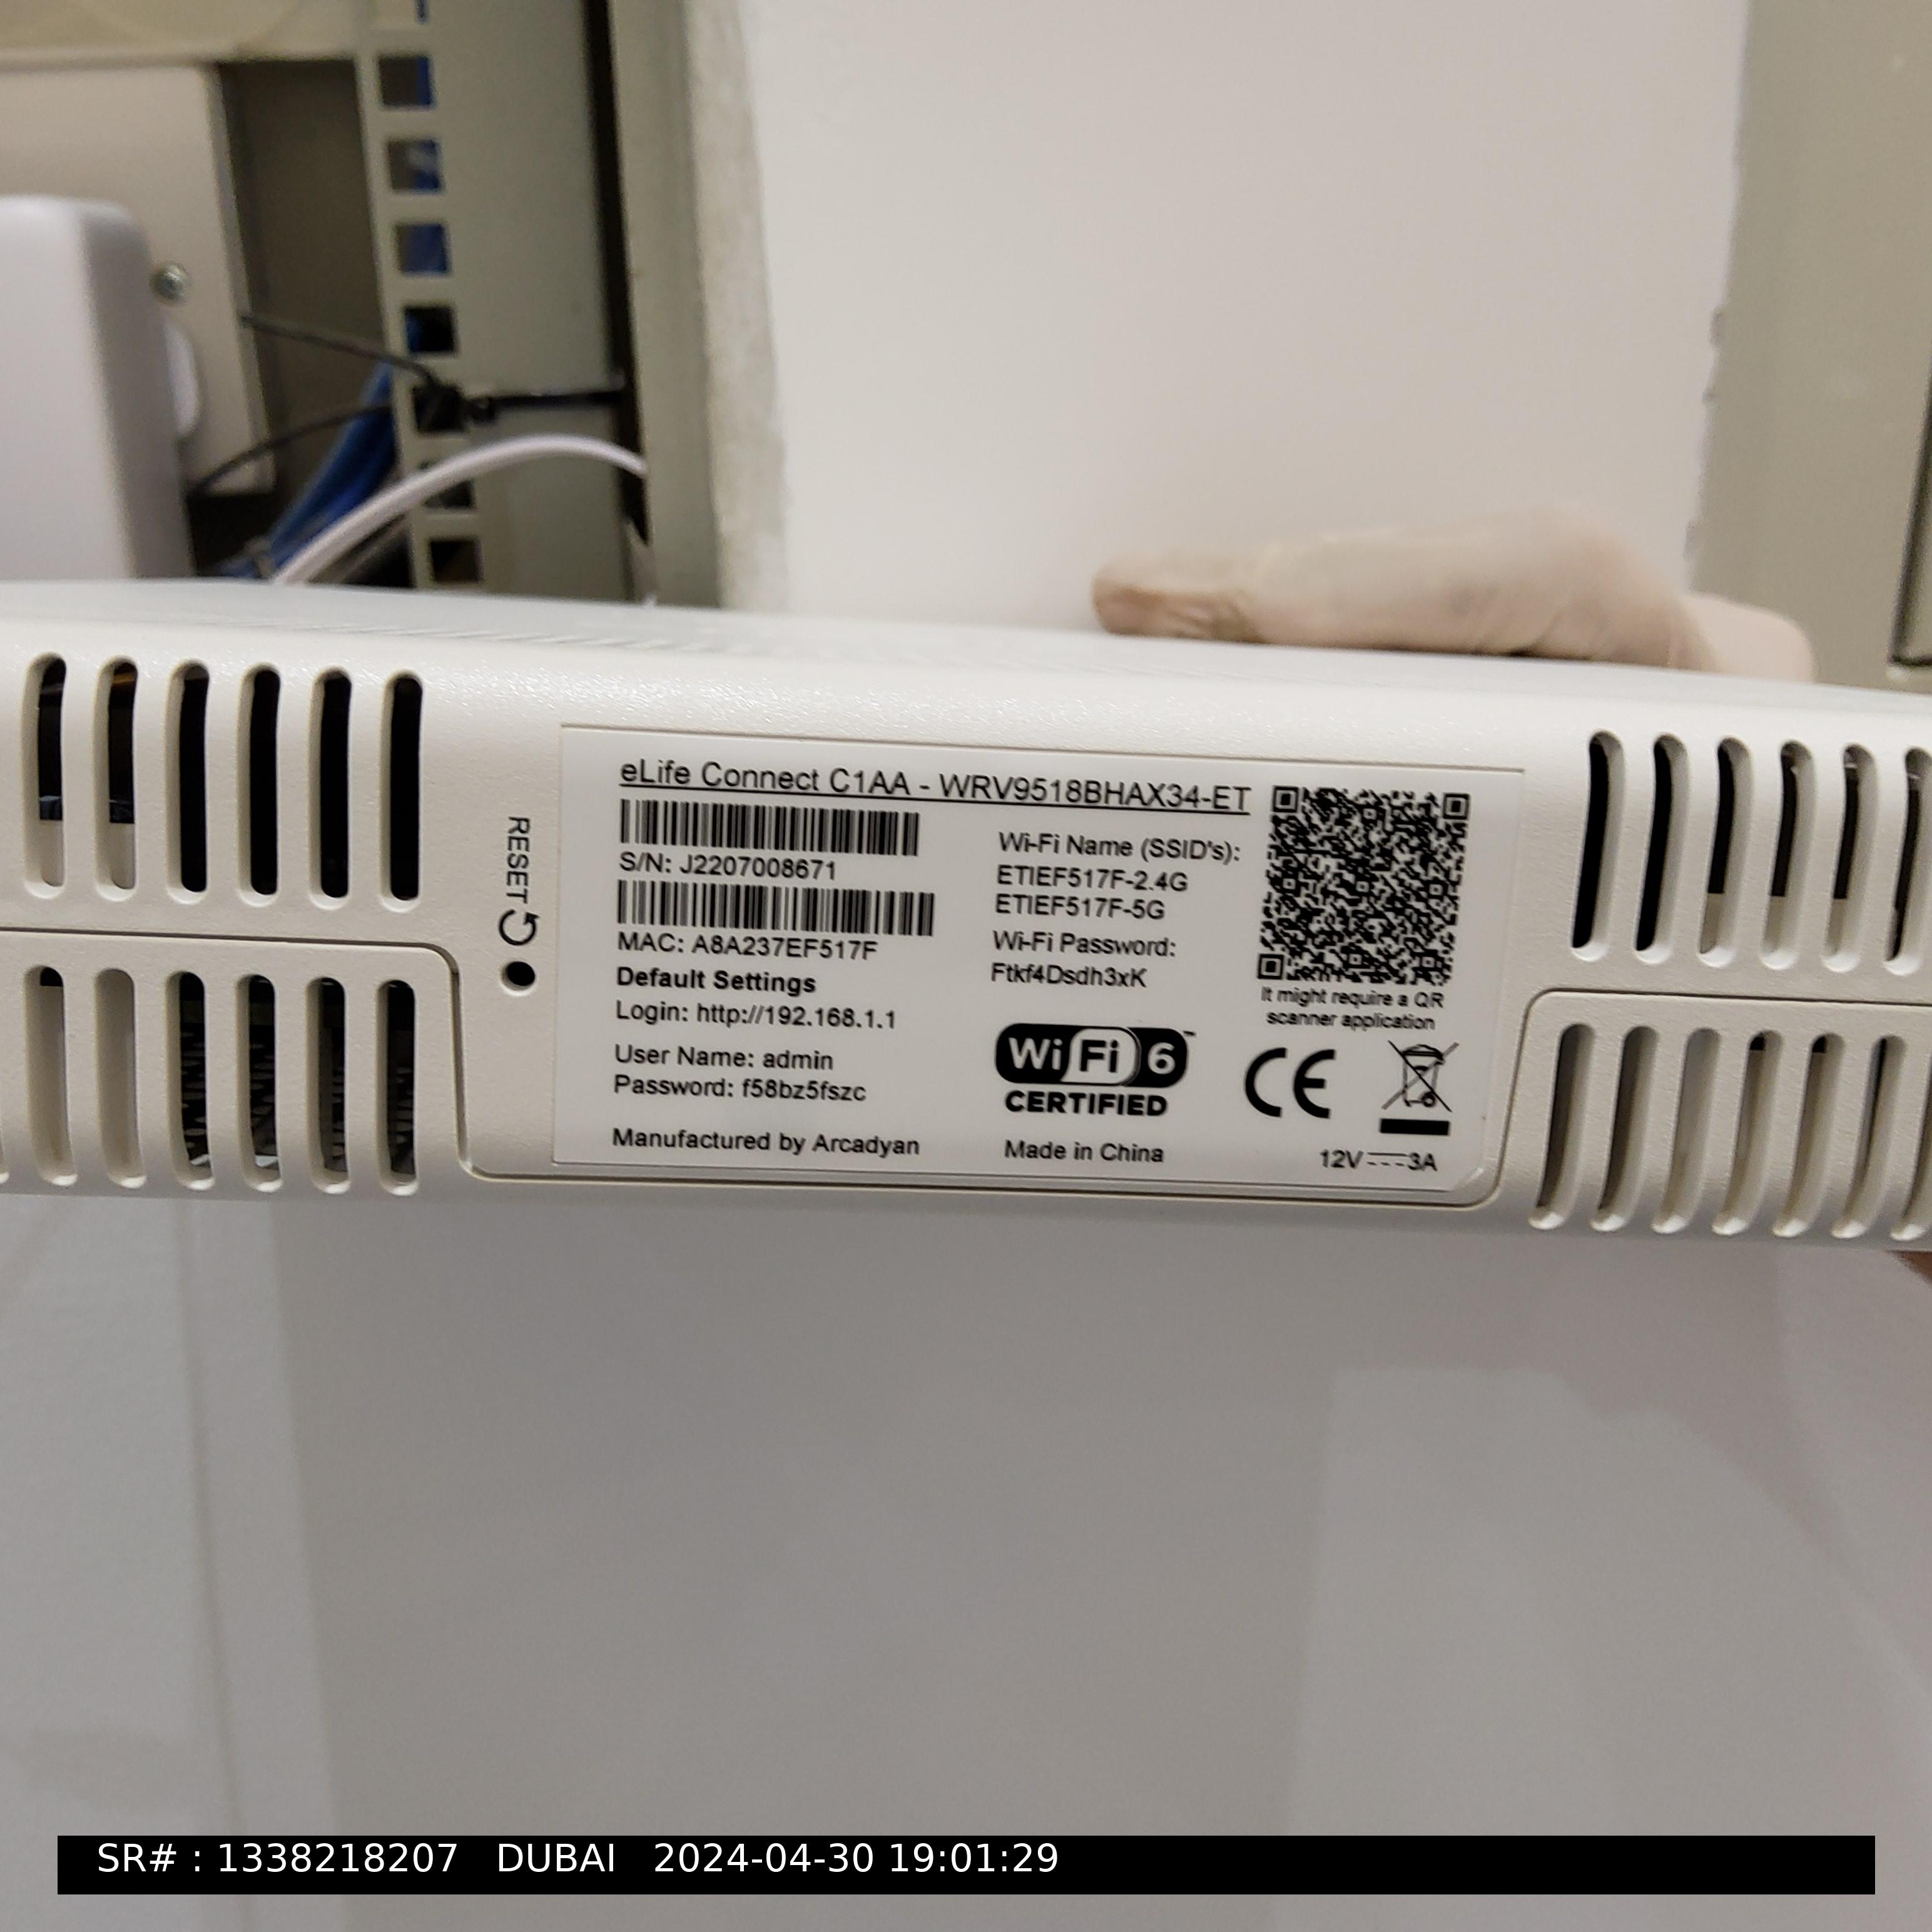 eLife Connect C1AA - WRV9518BHAX34-ET
S/N: J2207008671
MAC: A8A237EF517F
Default Settings
Login: http://192.168.1.1
User Name: admin
Password: f58bz5fszc
Manufactured by Arcadyan
Wi-Fi Name (SSID's):
ETIEF517F-2.4G
ETIEF517F-5G
Wi-Fi Password:
Ftkf4Dsdh3xK
Wi Fi 6™
CERTIFIED
Made in China
It might require a QR
scanner application
CE
12V⎓3A
RESET
SR# : 1338218207 DUBAI 2024-04-30 19:01:29